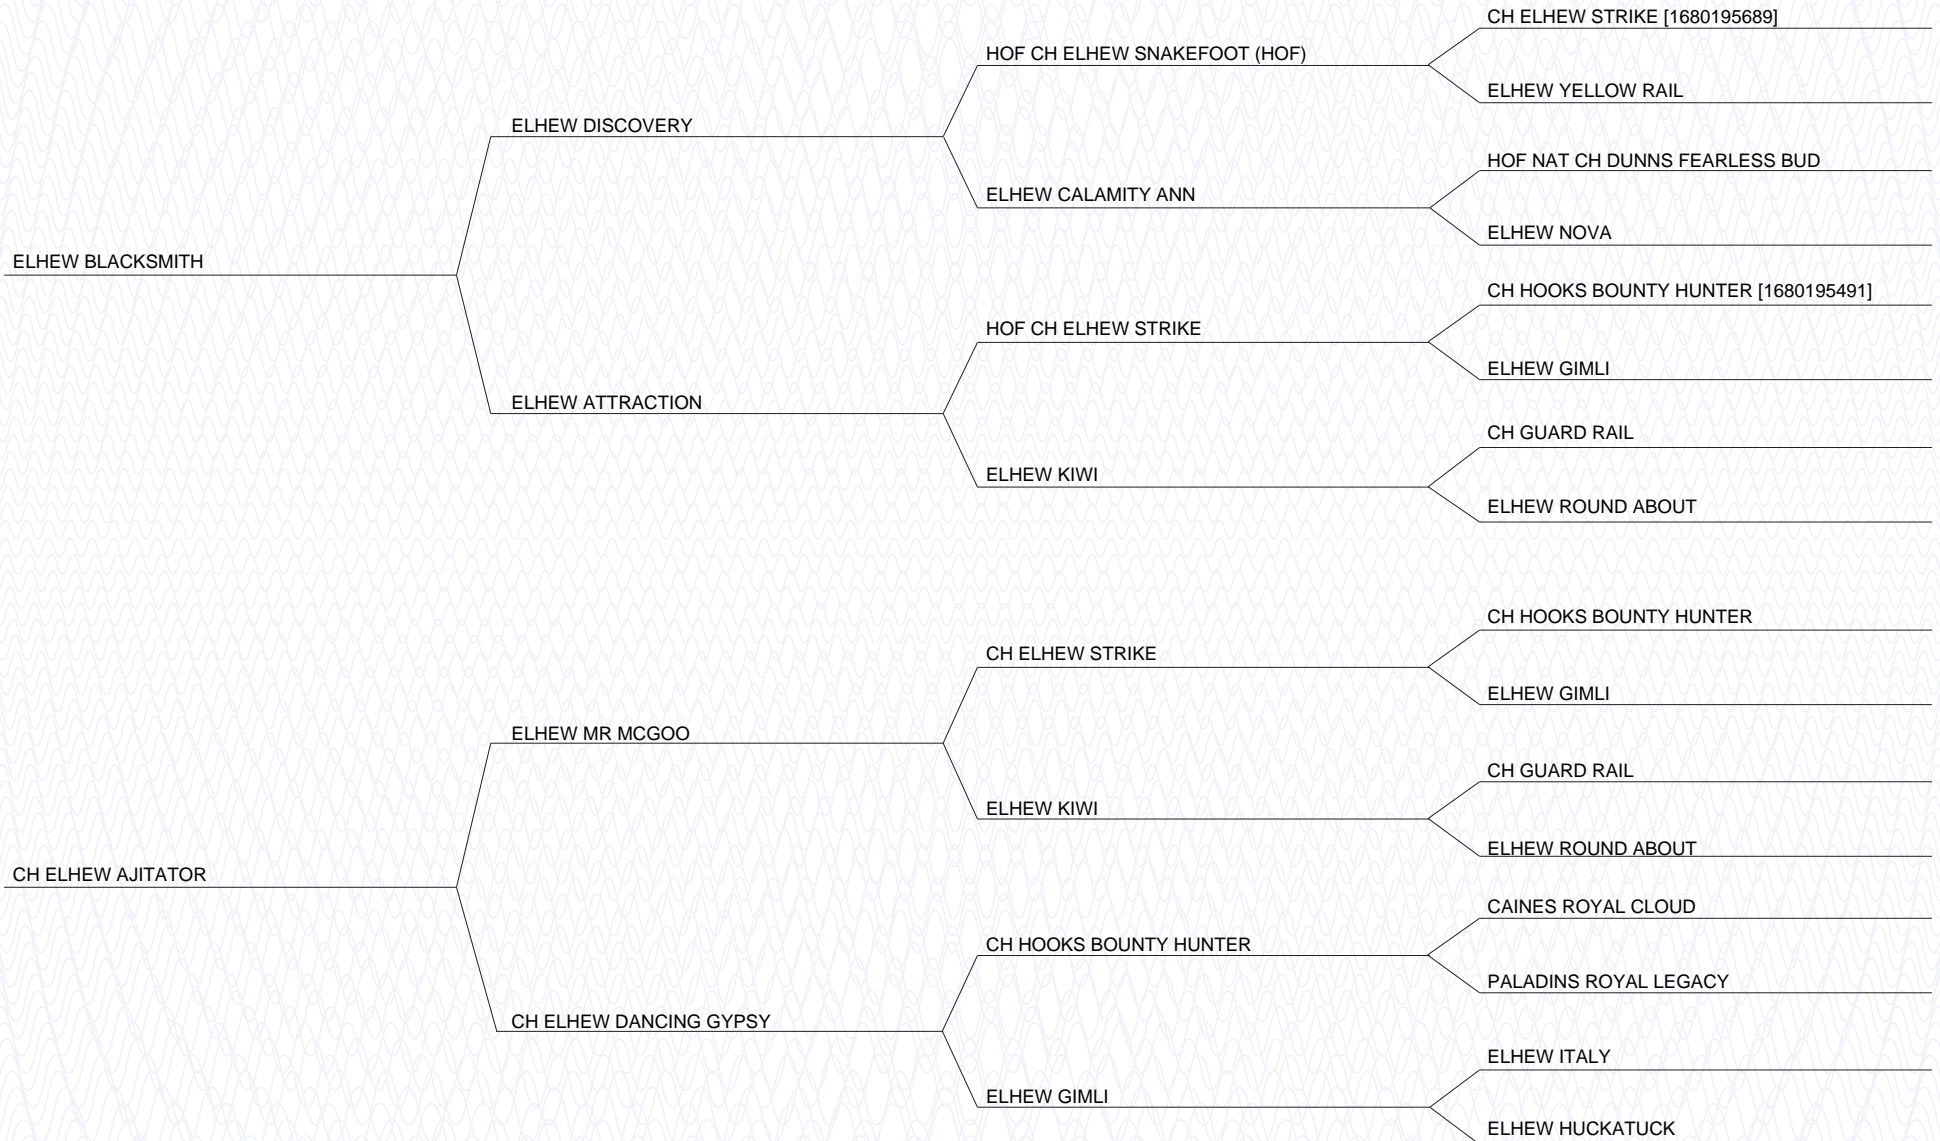 CH ELHEW STRIKE [1680195689]
HOF CH ELHEW SNAKEFOOT (HOF)
ELHEW YELLOW RAIL
ELHEW DISCOVERY
HOF NAT CH DUNNS FEARLESS BUD
ELHEW CALAMITY ANN
ELHEW NOVA
ELHEW BLACKSMITH
CH HOOKS BOUNTY HUNTER [1680195491]
HOF CH ELHEW STRIKE
ELHEW GIMLI
ELHEW ATTRACTION
CH GUARD RAIL
ELHEW KIWI
ELHEW ROUND ABOUT
CH HOOKS BOUNTY HUNTER
CH ELHEW STRIKE
ELHEW GIMLI
ELHEW MR MCGOO
CH GUARD RAIL
ELHEW KIWI
ELHEW ROUND ABOUT
CH ELHEW AJITATOR
CAINES ROYAL CLOUD
CH HOOKS BOUNTY HUNTER
PALADINS ROYAL LEGACY
CH ELHEW DANCING GYPSY
ELHEW ITALY
ELHEW GIMLI
ELHEW HUCKATUCK